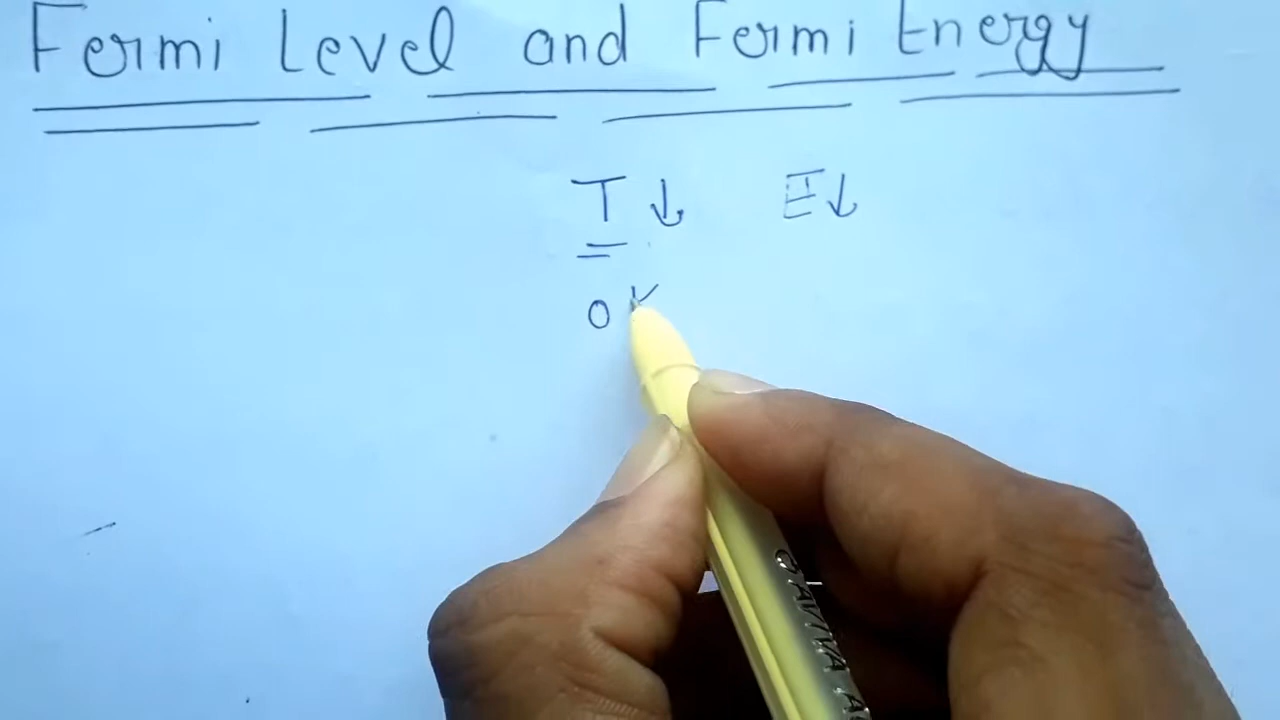 Fermi Level and Fermi Energy
T ↓ E↓
0 K